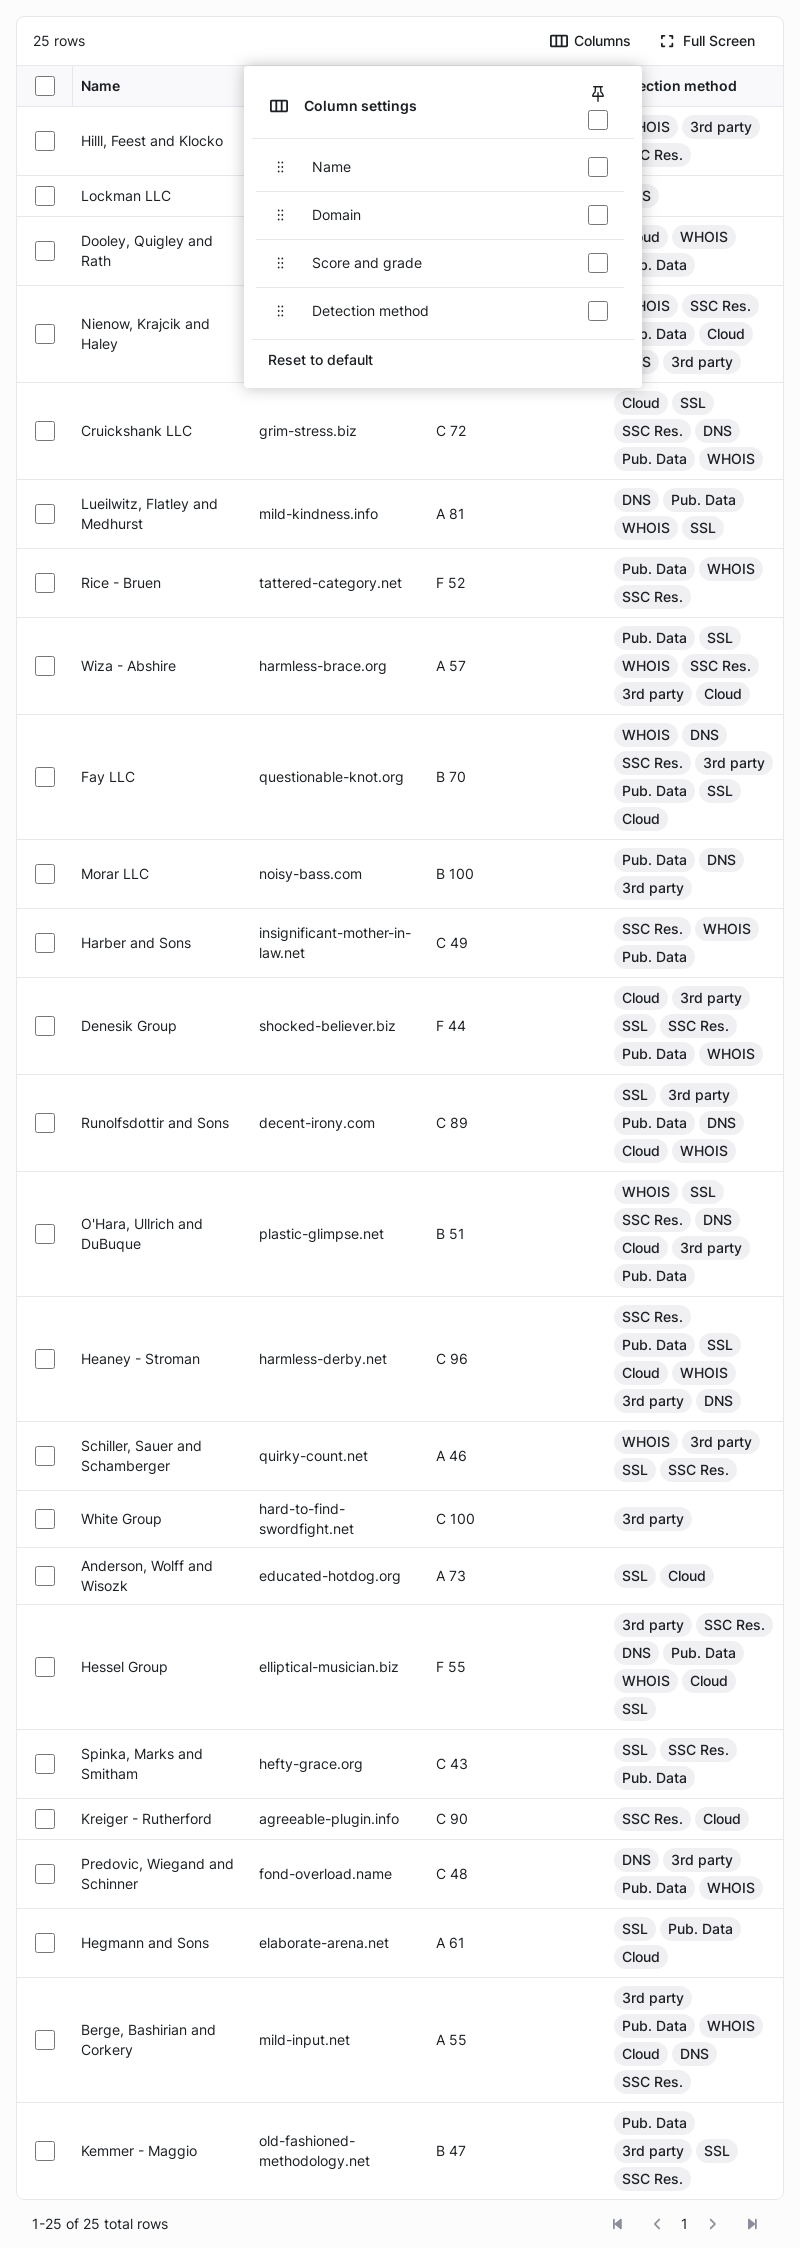 25 rows
Columns
Full Screen
Name
ection method
Column settings
Name
Domain
Score and grade
Detection method
Reset to default
Hilll, Feest and Klocko
3rd party
C Res.
Lockman LLC
Dooley, Quigley and
Rath
WHOIS
b. Data
Nienow, Krajcik and
Haley
SSC Res.
b. Data Cloud
3rd party
Cruickshank LLC
grim-stress.biz
C 72
Cloud SSL
SSC Res. DNS
Pub. Data WHOIS
Lueilwitz, Flatley and
Medhurst
mild-kindness.info
A 81
DNS Pub. Data
WHOIS SSL
Rice - Bruen
tattered-category.net
F 52
Pub. Data WHOIS
SSC Res.
Wiza - Abshire
harmless-brace.org
A 57
Pub. Data SSL
WHOIS SSC Res.
3rd party Cloud
Fay LLC
questionable-knot.org
B 70
WHOIS DNS
SSC Res. 3rd party
Pub. Data SSL
Cloud
Morar LLC
noisy-bass.com
B 100
Pub. Data DNS
3rd party
Harber and Sons
insignificant-mother-in-
law.net
C 49
SSC Res. WHOIS
Pub. Data
Denesik Group
shocked-believer.biz
F 44
Cloud 3rd party
SSL SSC Res.
Pub. Data WHOIS
Runolfsdottir and Sons
decent-irony.com
C 89
SSL 3rd party
Pub. Data DNS
Cloud WHOIS
O'Hara, Ullrich and
DuBuque
plastic-glimpse.net
B 51
WHOIS SSL
SSC Res. DNS
Cloud 3rd party
Pub. Data
Heaney - Stroman
harmless-derby.net
C 96
SSC Res.
Pub. Data SSL
Cloud WHOIS
3rd party DNS
Schiller, Sauer and
Schamberger
quirky-count.net
A 46
WHOIS 3rd party
SSL SSC Res.
White Group
hard-to-find-
swordfight.net
C 100
3rd party
Anderson, Wolff and
Wisozk
educated-hotdog.org
A 73
SSL Cloud
Hessel Group
elliptical-musician.biz
F 55
3rd party SSC Res.
DNS Pub. Data
WHOIS Cloud
SSL
Spinka, Marks and
Smitham
hefty-grace.org
C 43
SSL SSC Res.
Pub. Data
Kreiger - Rutherford
agreeable-plugin.info
C 90
SSC Res. Cloud
Predovic, Wiegand and
Schinner
fond-overload.name
C 48
DNS 3rd party
Pub. Data WHOIS
Hegmann and Sons
elaborate-arena.net
A 61
SSL Pub. Data
Cloud
Berge, Bashirian and
Corkery
mild-input.net
A 55
3rd party
Pub. Data WHOIS
Cloud DNS
SSC Res.
Kemmer - Maggio
old-fashioned-
methodology.net
B 47
Pub. Data
3rd party SSL
SSC Res.
1-25 of 25 total rows
1